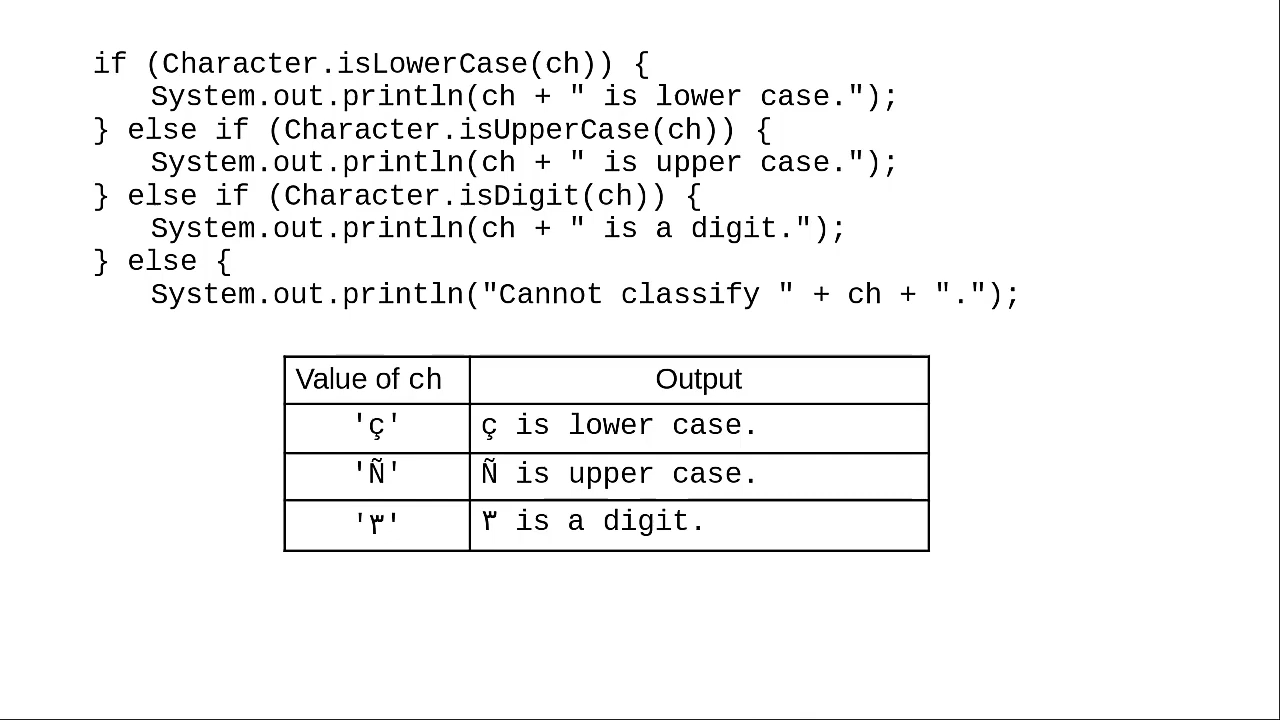 if (Character.isLowerCase(ch)) {
System.out.println(ch + " is lower case.");
} else if (Character.isUpperCase(ch)) {
System.out.println(ch + " is upper case.");
} else if (Character.isDigit(ch)) {
System.out.println(ch + " is a digit.");
} else {
System.out.println("Cannot classify " + ch + ".");
Value of ch Output
'ç' ç is lower case.
'Ñ' Ñ is upper case.
'٣' ٣ is a digit.